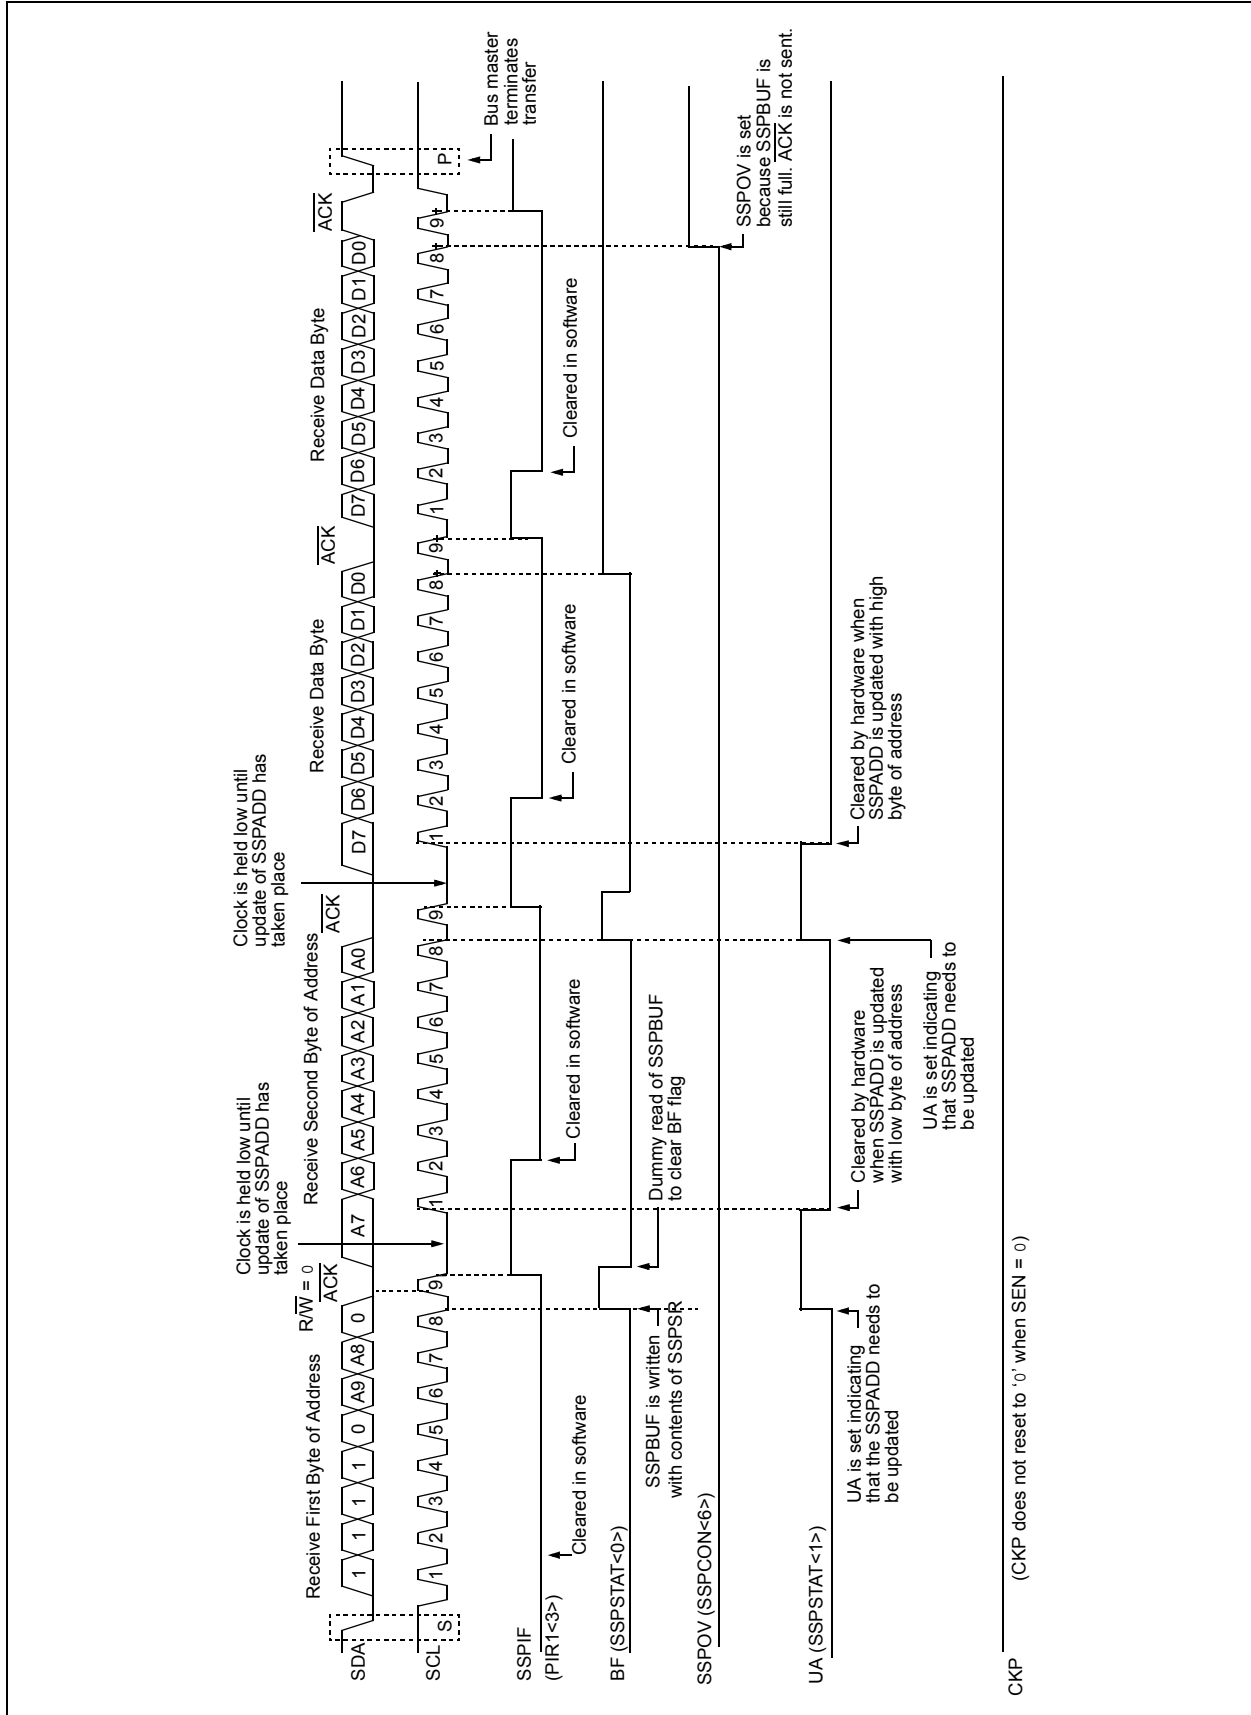 Receive First Byte of Address
R/W = 0
ACK
Clock is held low until
update of SSPADD has
taken place
Receive Second Byte of Address
ACK
Clock is held low until
update of SSPADD has
taken place
Receive Data Byte
ACK
Receive Data Byte
ACK
SDA
1 1 1 1 0 A9 A8 0 A7 A6 A5 A4 A3 A2 A1 A0 D7 D6 D5 D4 D3 D2 D1 D0 D7 D6 D5 D4 D3 D2 D1 D0
SCL
S 1 2 3 4 5 6 7 8 9 1 2 3 4 5 6 7 8 9 1 2 3 4 5 6 7 8 9 1 2 3 4 5 6 7 8 9 P
Bus master
terminates
transfer
SSPIF
(PIR1<3>)
Cleared in software
Cleared in software
Cleared in software
Cleared in software
BF (SSPSTAT<0>)
SSPBUF is written
with contents of SSPSR
Dummy read of SSPBUF
to clear BF flag
SSPOV (SSPCON<6>)
SSPOV is set
because SSPBUF is
still full. ACK is not sent.
UA (SSPSTAT<1>)
UA is set indicating
that the SSPADD needs to
be updated
Cleared by hardware
when SSPADD is updated
with low byte of address
UA is set indicating
that SSPADD needs to
be updated
Cleared by hardware when
SSPADD is updated with high
byte of address
CKP
(CKP does not reset to ‘0’ when SEN = 0)